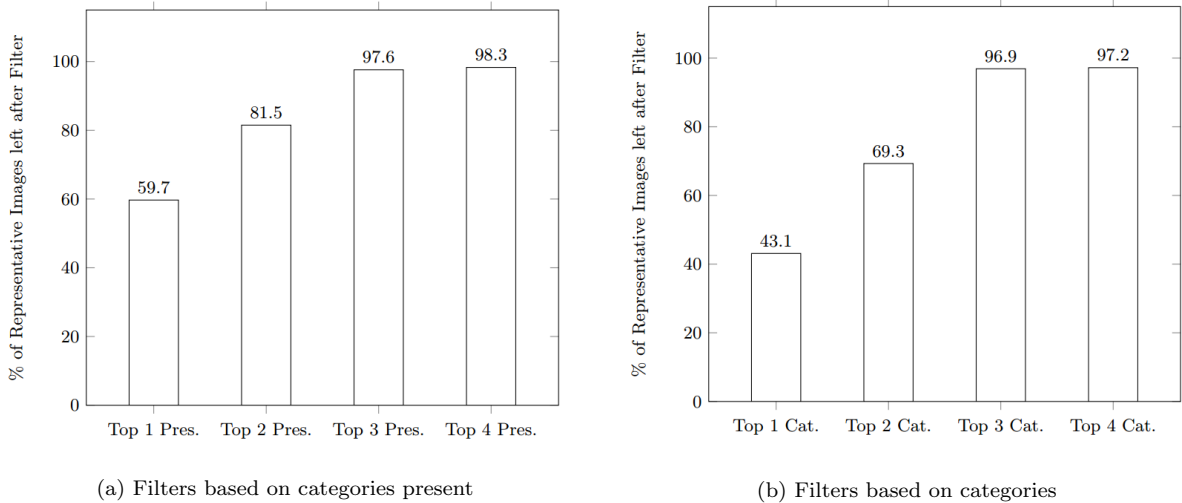 % of Representative Images left after Filter
100
80
60
40
20
0
59.7
81.5
97.6
98.3
Top 1 Pres.
Top 2 Pres.
Top 3 Pres.
Top 4 Pres.
(a) Filters based on categories present
% of Representative Images left after Filter
100
80
60
40
20
0
43.1
69.3
96.9
97.2
Top 1 Cat.
Top 2 Cat.
Top 3 Cat.
Top 4 Cat.
(b) Filters based on categories